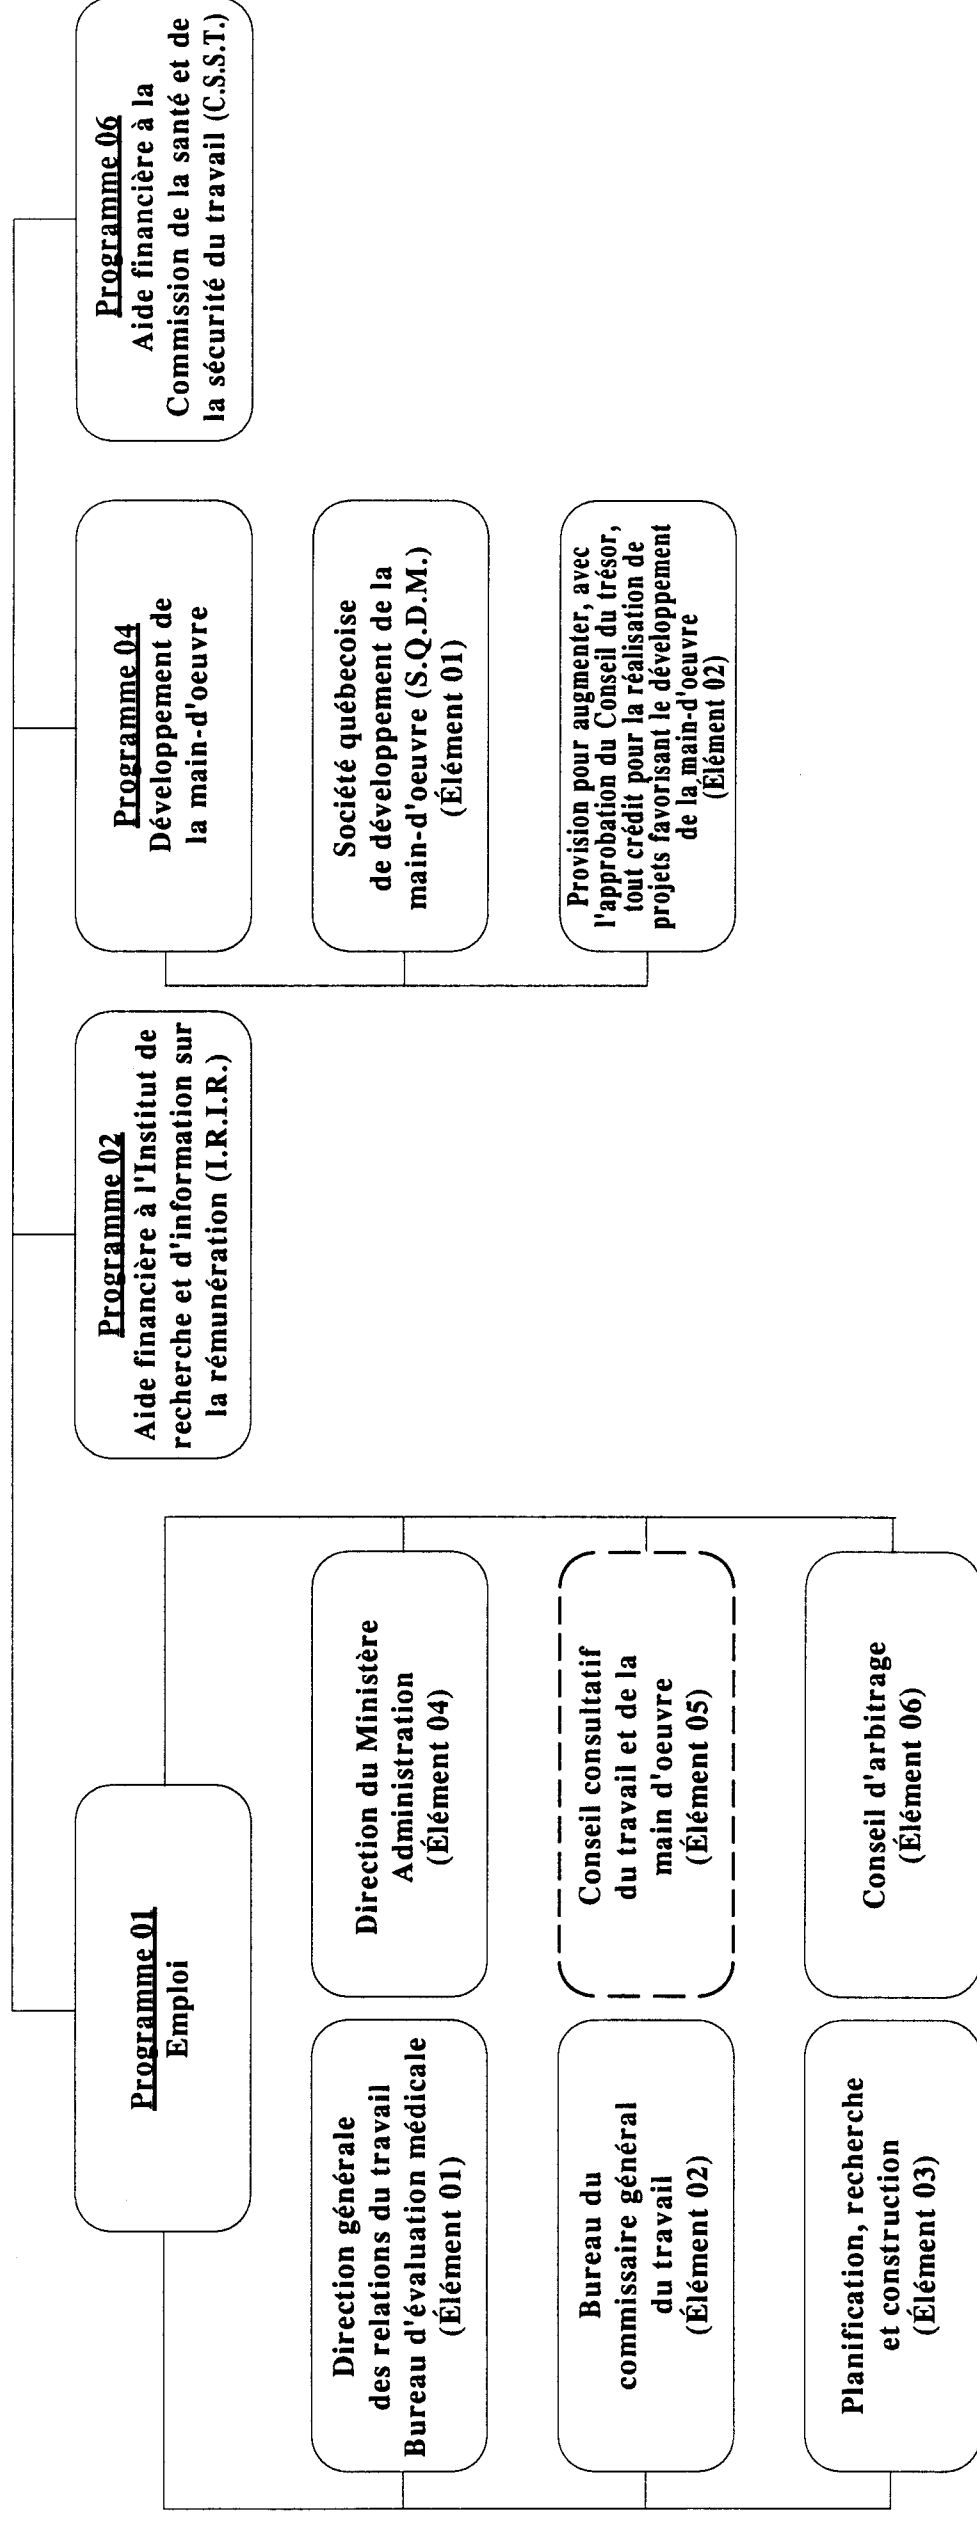 Programme 01
Emploi
Direction générale
des relations du travail
Bureau d'évaluation médicale
(Élément 01)
Bureau du
commissaire général
du travail
(Élément 02)
Planification, recherche
et construction
(Élément 03)
Direction du Ministère
Administration
(Élément 04)
Conseil consultatif
du travail et de la
main d'oeuvre
(Élément 05)
Conseil d'arbitrage
(Élément 06)
Programme 02
Aide financière à l'Institut de
recherche et d'information sur
la rémunération (I.R.I.R.)
Programme 04
Développement de
la main-d'oeuvre
Société québecoise
de développement de la
main-d'oeuvre (S.Q.D.M.)
(Élément 01)
Provision pour augmenter, avec
l'approbation du Conseil du trésor,
tout crédit pour la réalisation de
projets favorisant le développement
de la main-d'oeuvre
(Élément 02)
Programme 06
Aide financière à la
Commission de la santé et de
la sécurité du travail (C.S.S.T.)